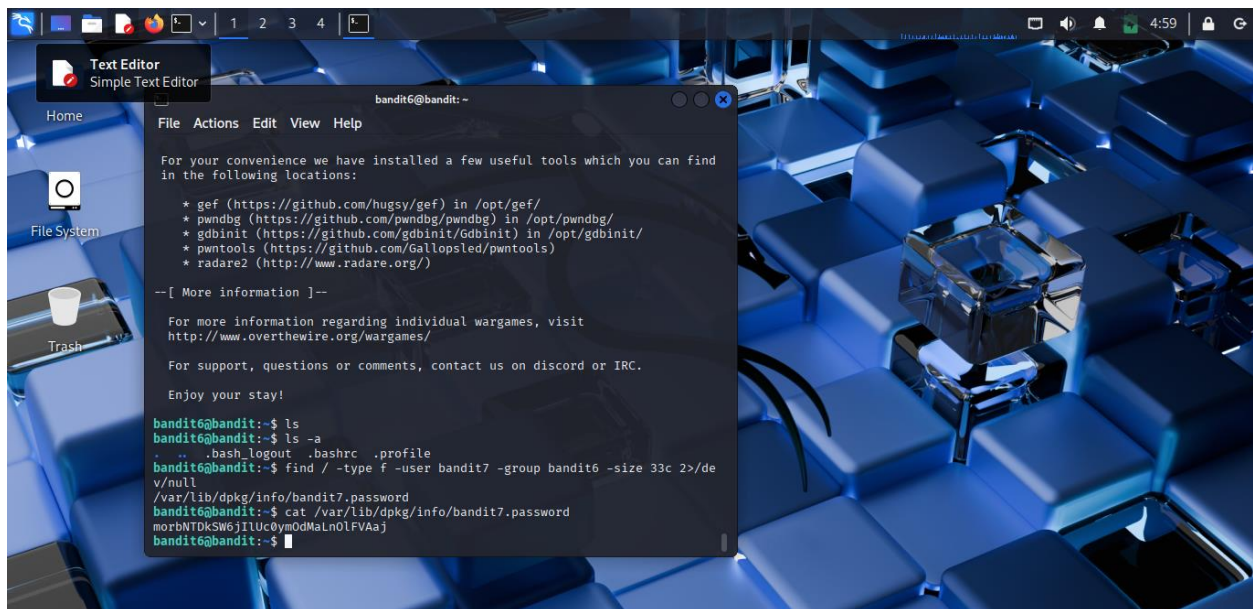 1 2 3 4
4:59
Text Editor
Simple Text Editor
Home
File System
Trash
bandit6@bandit: ~
File Actions Edit View Help
For your convenience we have installed a few useful tools which you can find
in the following locations:
* gef (https://github.com/hugsy/gef) in /opt/gef/
* pwndbg (https://github.com/pwndbg/pwndbg) in /opt/pwndbg/
* gdbinit (https://github.com/gdbinit/Gdbinit) in /opt/gdbinit/
* pwntools (https://github.com/Gallopsled/pwntools)
* radare2 (http://www.radare.org/)
--[ More information ]--
For more information regarding individual wargames, visit
http://www.overthewire.org/wargames/
For support, questions or comments, contact us on discord or IRC.
Enjoy your stay!
bandit6@bandit:~$ ls
bandit6@bandit:~$ ls -a
. .. .bash_logout .bashrc .profile
bandit6@bandit:~$ find / -type f -user bandit7 -group bandit6 -size 33c 2>/de
v/null
/var/lib/dpkg/info/bandit7.password
bandit6@bandit:~$ cat /var/lib/dpkg/info/bandit7.password
morbNTDkSW6jIlUc0ymOdMaLnOlFVAaj
bandit6@bandit:~$